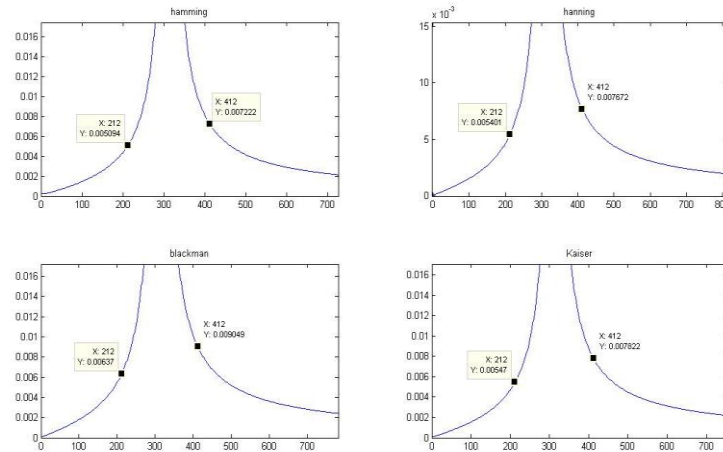 hamming
0.016
0.014
0.012
0.01
0.008
0.006
0.004
0.002
0
0 100 200 300 400 500 600 700
X: 212
Y: 0.005094
X: 412
Y: 0.007222
hanning
x 10⁻³
15
10
5
0
0 100 200 300 400 500 600 700 800
X: 212
Y: 0.005401
X: 412
Y: 0.007672
blackman
0.016
0.014
0.012
0.01
0.008
0.006
0.004
0.002
0
0 100 200 300 400 500 600 700
X: 212
Y: 0.00637
X: 412
Y: 0.009049
Kaiser
0.016
0.014
0.012
0.01
0.008
0.006
0.004
0.002
0
0 100 200 300 400 500 600 700
X: 212
Y: 0.00547
X: 412
Y: 0.007822